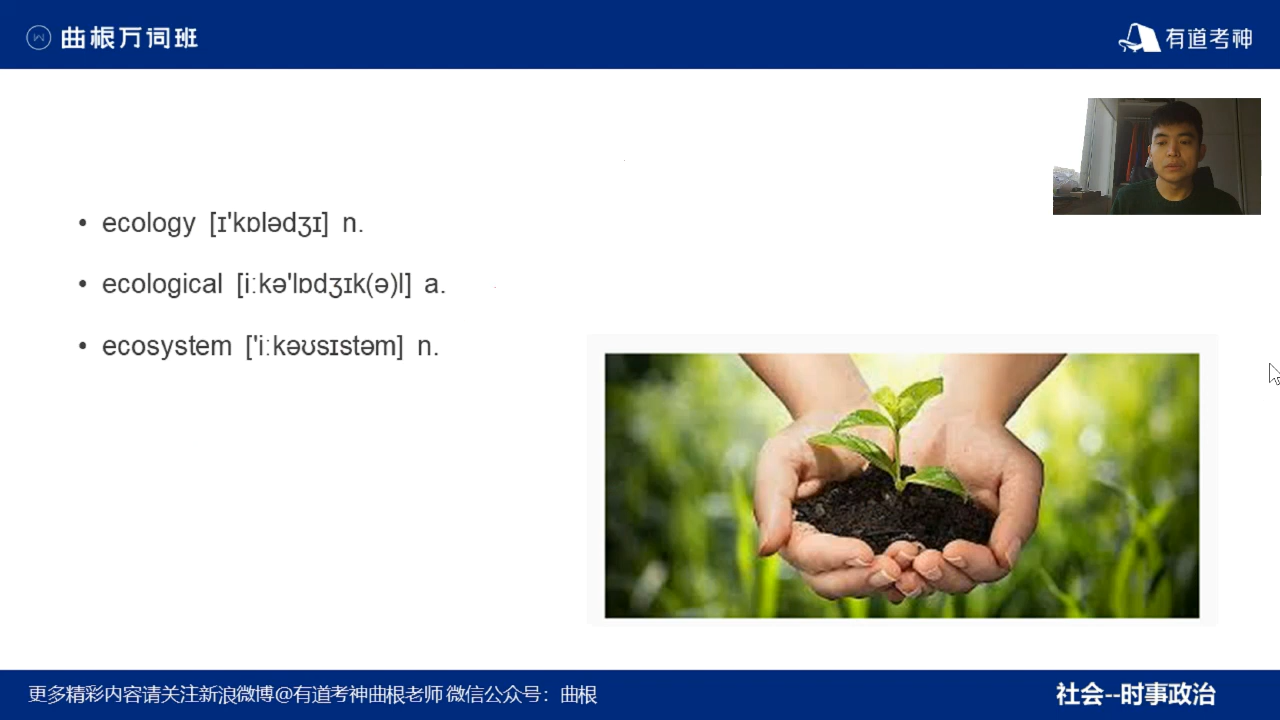 曲根万词班
有道考神
• ecology [ɪ'kɒlədʒɪ] n.
• ecological [iːkə'lɒdʒɪk(ə)l] a.
• ecosystem ['iːkəʊsɪstəm] n.
更多精彩内容请关注新浪微博@有道考神曲根老师 微信公众号：曲根
社会--时事政治